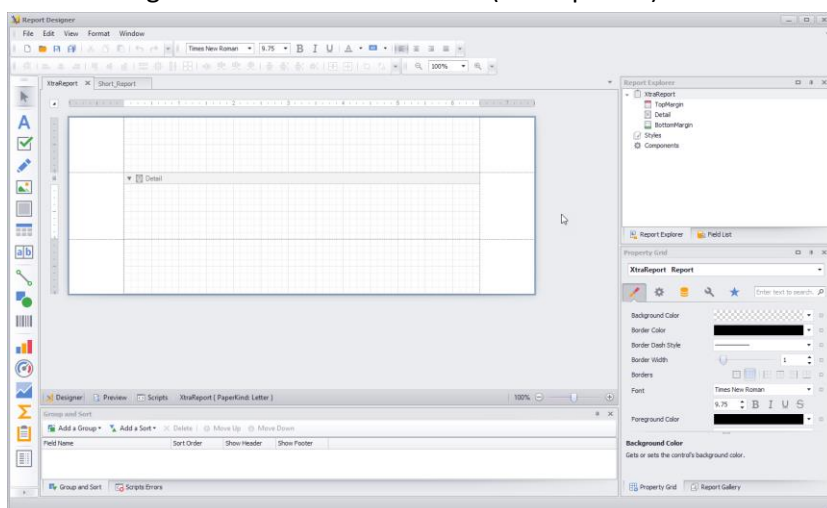 Report Designer
File Edit View Format Window
Times New Roman 9.75 B I U A
100%
XtraReport Short_Report
Detail
Designer Preview Scripts XtraReport { PaperKind: Letter } 100%
Group and Sort
Add a Group Add a Sort Delete Move Up Move Down
Field Name Sort Order Show Header Show Footer
Group and Sort Scripts Errors
Report Explorer
XtraReport
TopMargin
Detail
BottomMargin
Styles
Components
Report Explorer Field List
Property Grid
XtraReport Report
Enter text to search...
Background Color
Border Color
Border Dash Style
Border Width 1
Borders
Font Times New Roman
9.75 B I U S
Foreground Color
Background Color
Gets or sets the control's background color.
Property Grid Report Gallery